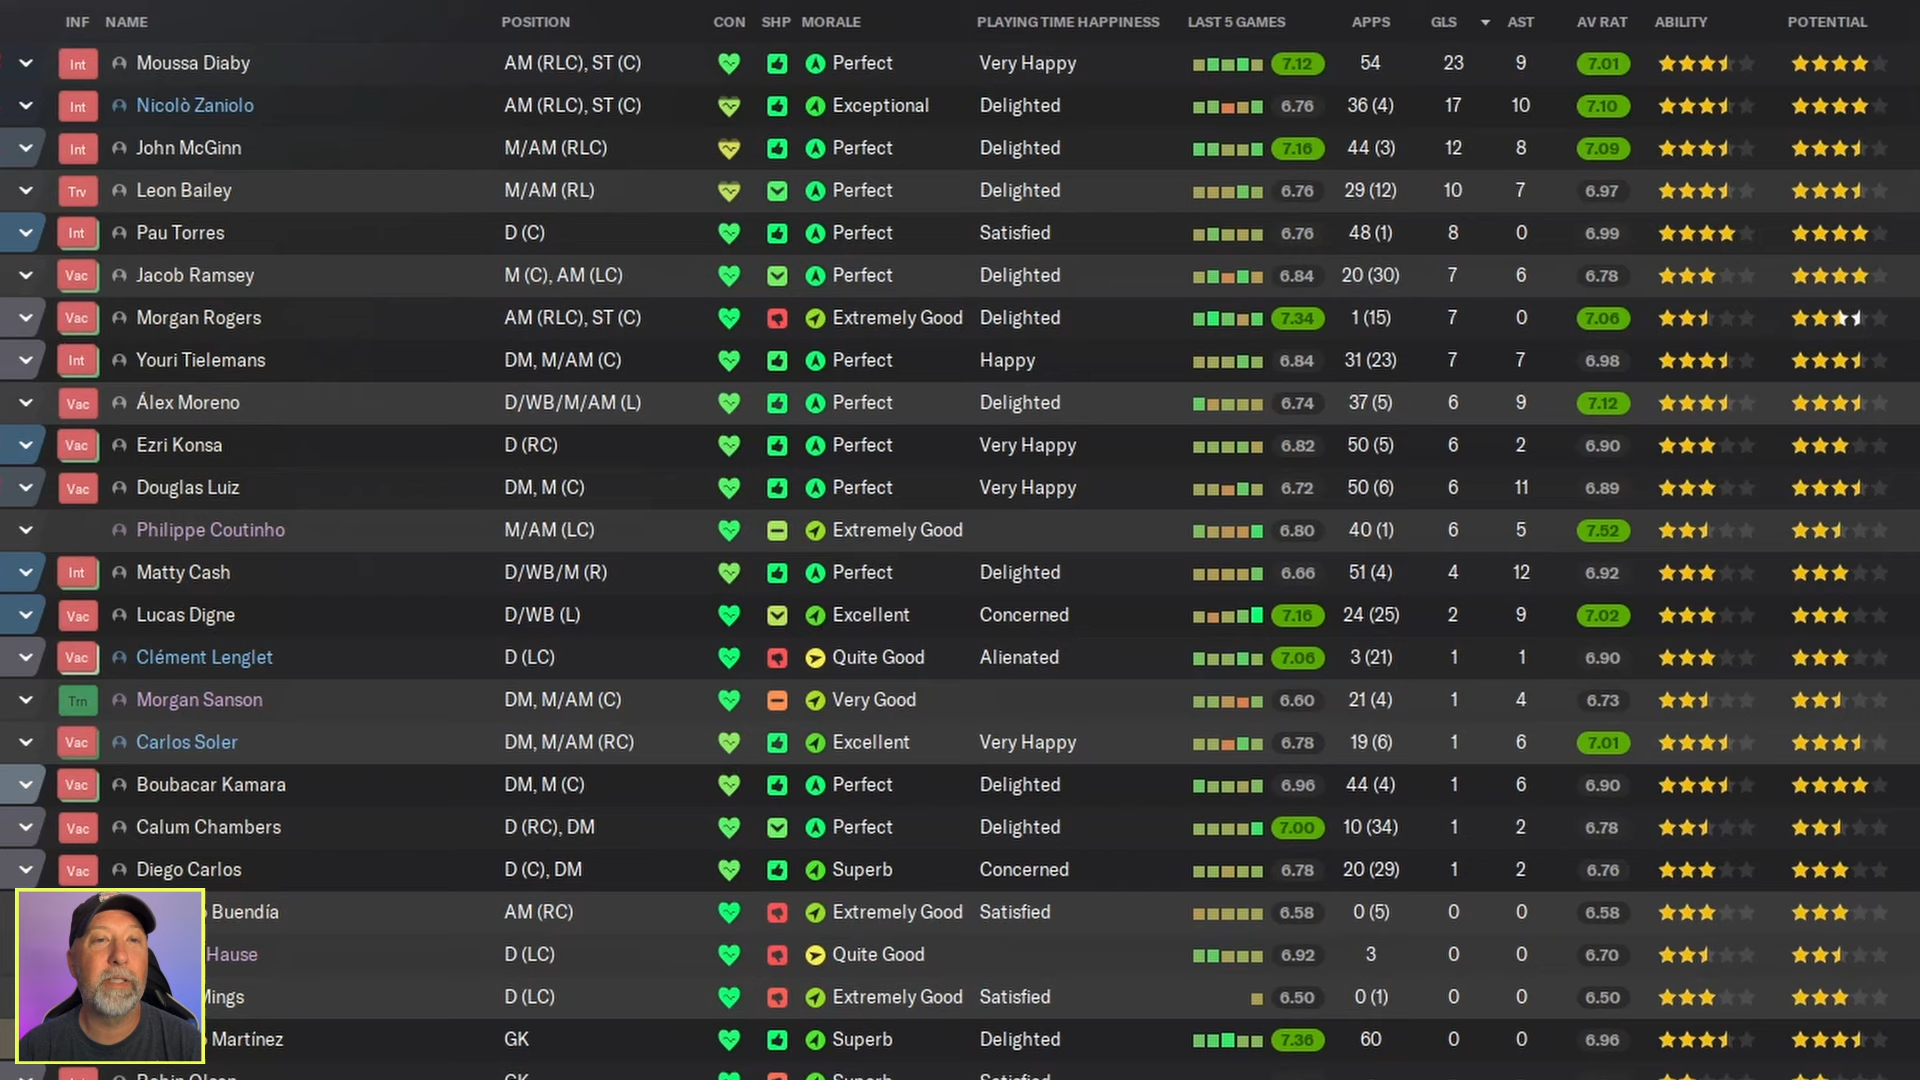 INF NAME POSITION CON SHP MORALE PLAYING TIME HAPPINESS LAST 5 GAMES APPS GLS AST AV RAT ABILITY POTENTIAL
Int Moussa Diaby AM (RLC), ST (C) Perfect Very Happy 7.12 54 23 9 7.01
Int Nicolò Zaniolo AM (RLC), ST (C) Exceptional Delighted 6.76 36 (4) 17 10 7.10
Int John McGinn M/AM (RLC) Perfect Delighted 7.16 44 (3) 12 8 7.09
Trv Leon Bailey M/AM (RL) Perfect Delighted 6.76 29 (12) 10 7 6.97
Int Pau Torres D (C) Perfect Satisfied 6.76 48 (1) 8 0 6.99
Vac Jacob Ramsey M (C), AM (LC) Perfect Delighted 6.84 20 (30) 7 6 6.78
Vac Morgan Rogers AM (RLC), ST (C) Extremely Good Delighted 7.34 1 (15) 7 0 7.06
Int Youri Tielemans DM, M/AM (C) Perfect Happy 6.84 31 (23) 7 7 6.98
Vac Álex Moreno D/WB/M/AM (L) Perfect Delighted 6.74 37 (5) 6 9 7.12
Vac Ezri Konsa D (RC) Perfect Very Happy 6.82 50 (5) 6 2 6.90
Vac Douglas Luiz DM, M (C) Perfect Very Happy 6.72 50 (6) 6 11 6.89
Philippe Coutinho M/AM (LC) Extremely Good 6.80 40 (1) 6 5 7.52
Int Matty Cash D/WB/M (R) Perfect Delighted 6.66 51 (4) 4 12 6.92
Vac Lucas Digne D/WB (L) Excellent Concerned 7.16 24 (25) 2 9 7.02
Vac Clément Lenglet D (LC) Quite Good Alienated 7.06 3 (21) 1 1 6.90
Trn Morgan Sanson DM, M/AM (C) Very Good 6.60 21 (4) 1 4 6.73
Vac Carlos Soler DM, M/AM (RC) Excellent Very Happy 6.78 19 (6) 1 6 7.01
Vac Boubacar Kamara DM, M (C) Perfect Delighted 6.96 44 (4) 1 6 6.90
Vac Calum Chambers D (RC), DM Perfect Delighted 7.00 10 (34) 1 2 6.78
Vac Diego Carlos D (C), DM Superb Concerned 6.78 20 (29) 1 2 6.76
Buendía AM (RC) Extremely Good Satisfied 6.58 0 (5) 0 0 6.58
Hause D (LC) Quite Good 6.92 3 0 0 6.70
Mings D (LC) Extremely Good Satisfied 6.50 0 (1) 0 0 6.50
Martínez GK Superb Delighted 7.36 60 0 0 6.96